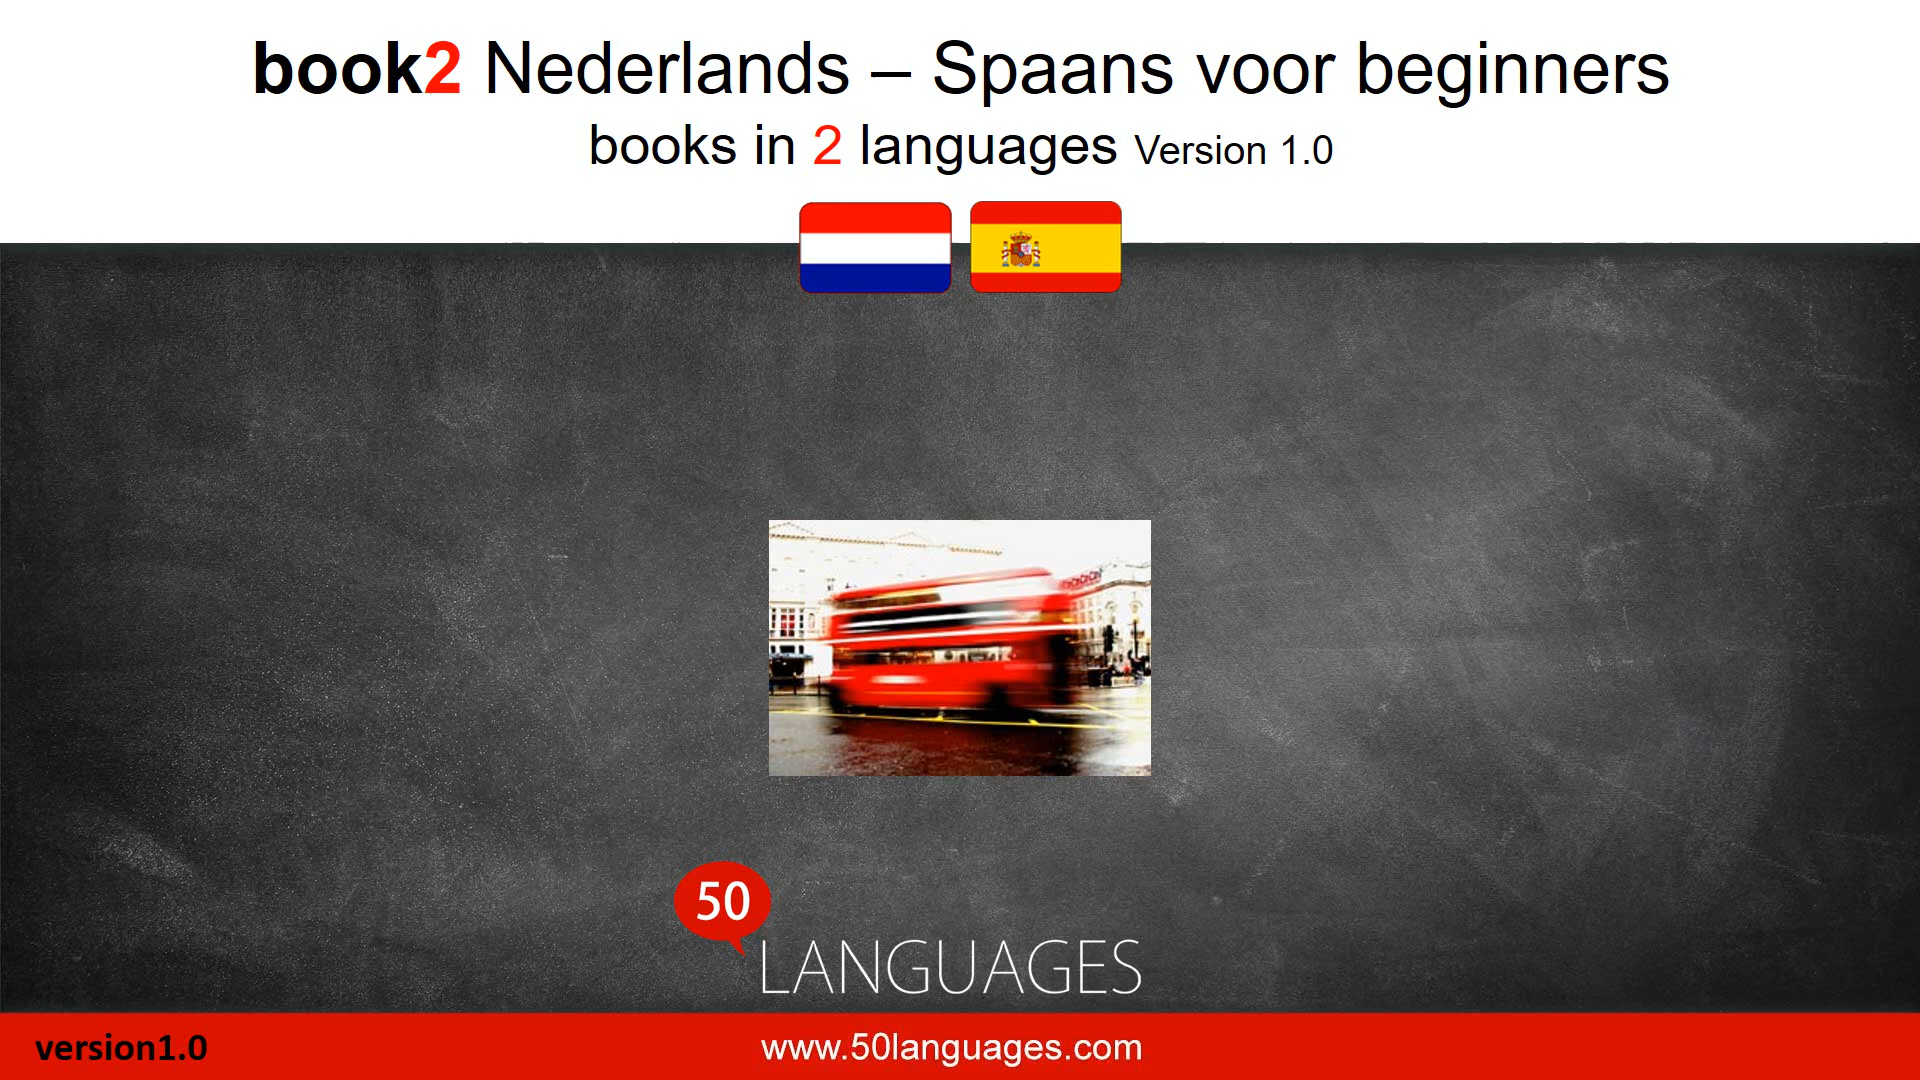 book2 Nederlands – Spaans voor beginners
books in 2 languages Version 1.0
50
LANGUAGES
version1.0
www.50languages.com